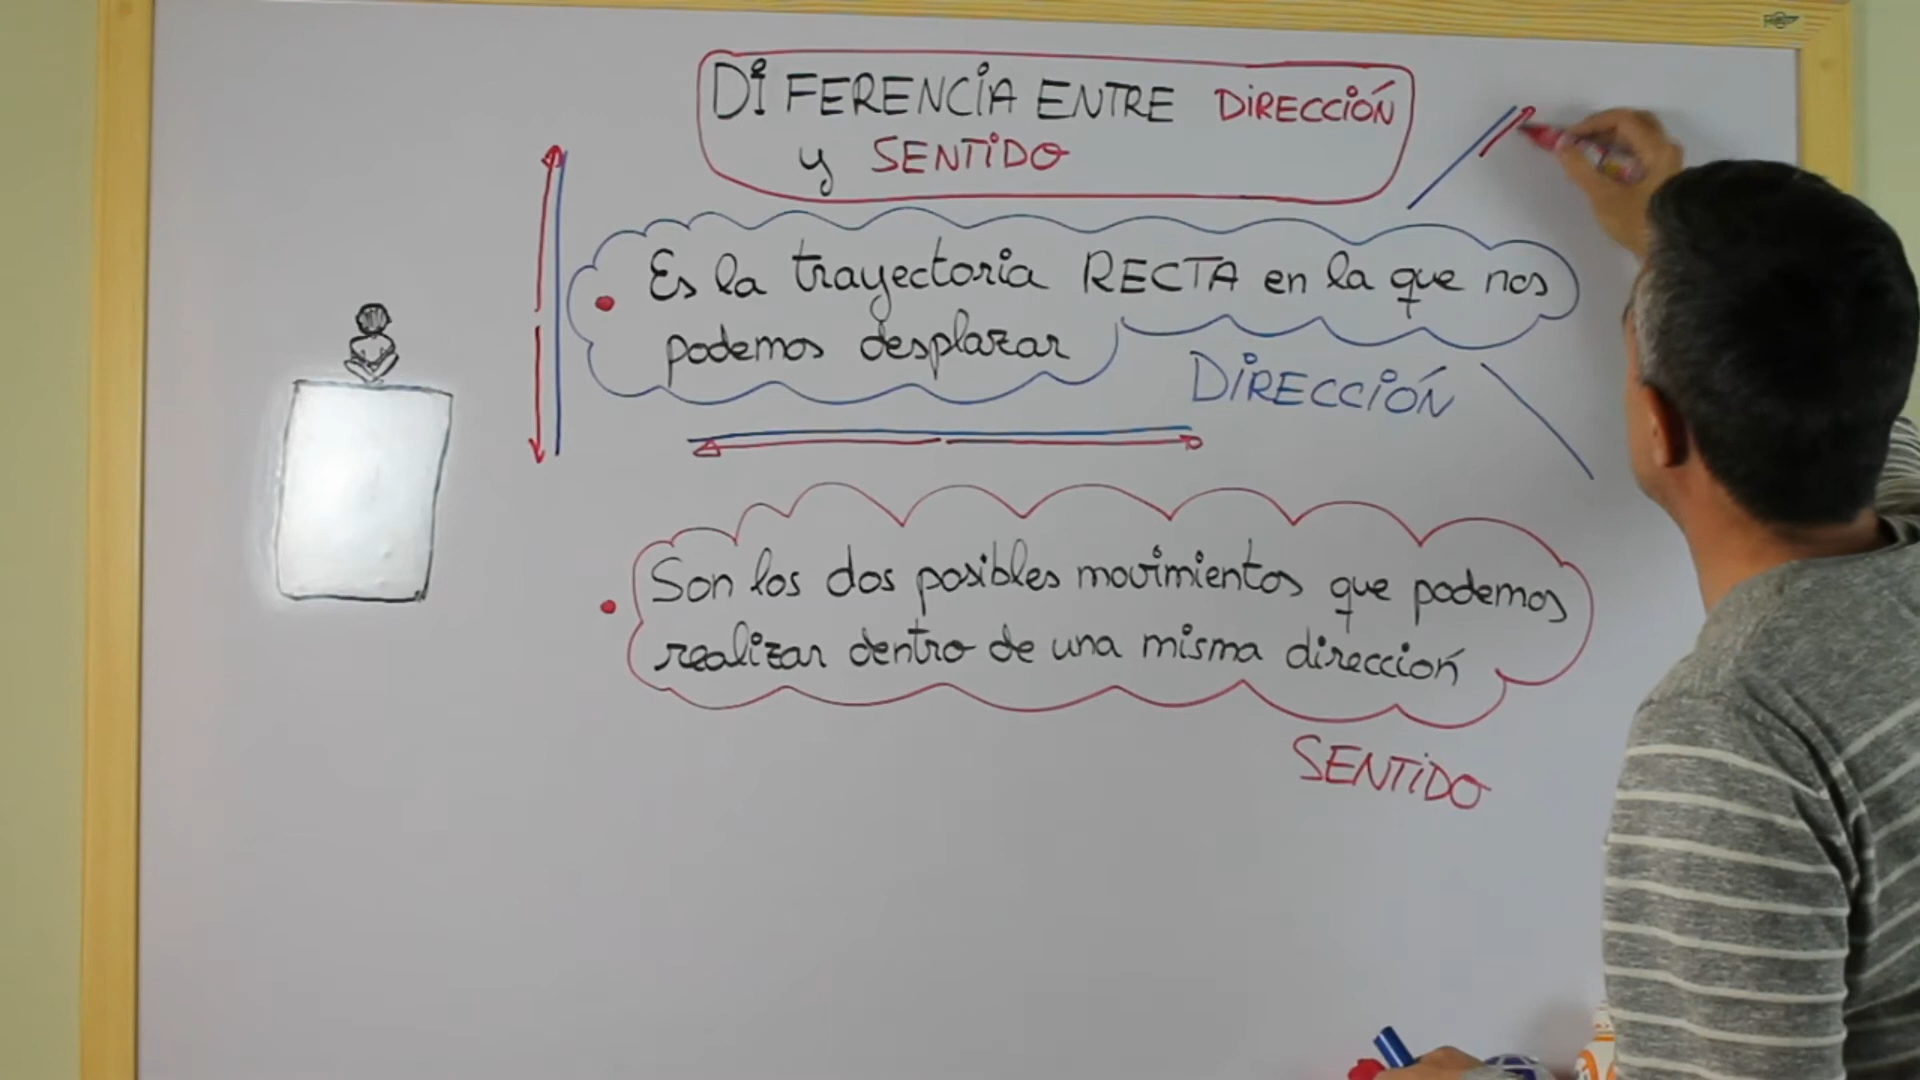 DiFERENCiA ENTRE DiRECCiÓN
y SENTiDO
Es la trayectoria RECTA en la que nos
podemos desplazar
DiRECCiÓN
Son los dos posibles movimientos que podemos
realizar dentro de una misma dirección
SENTiDO